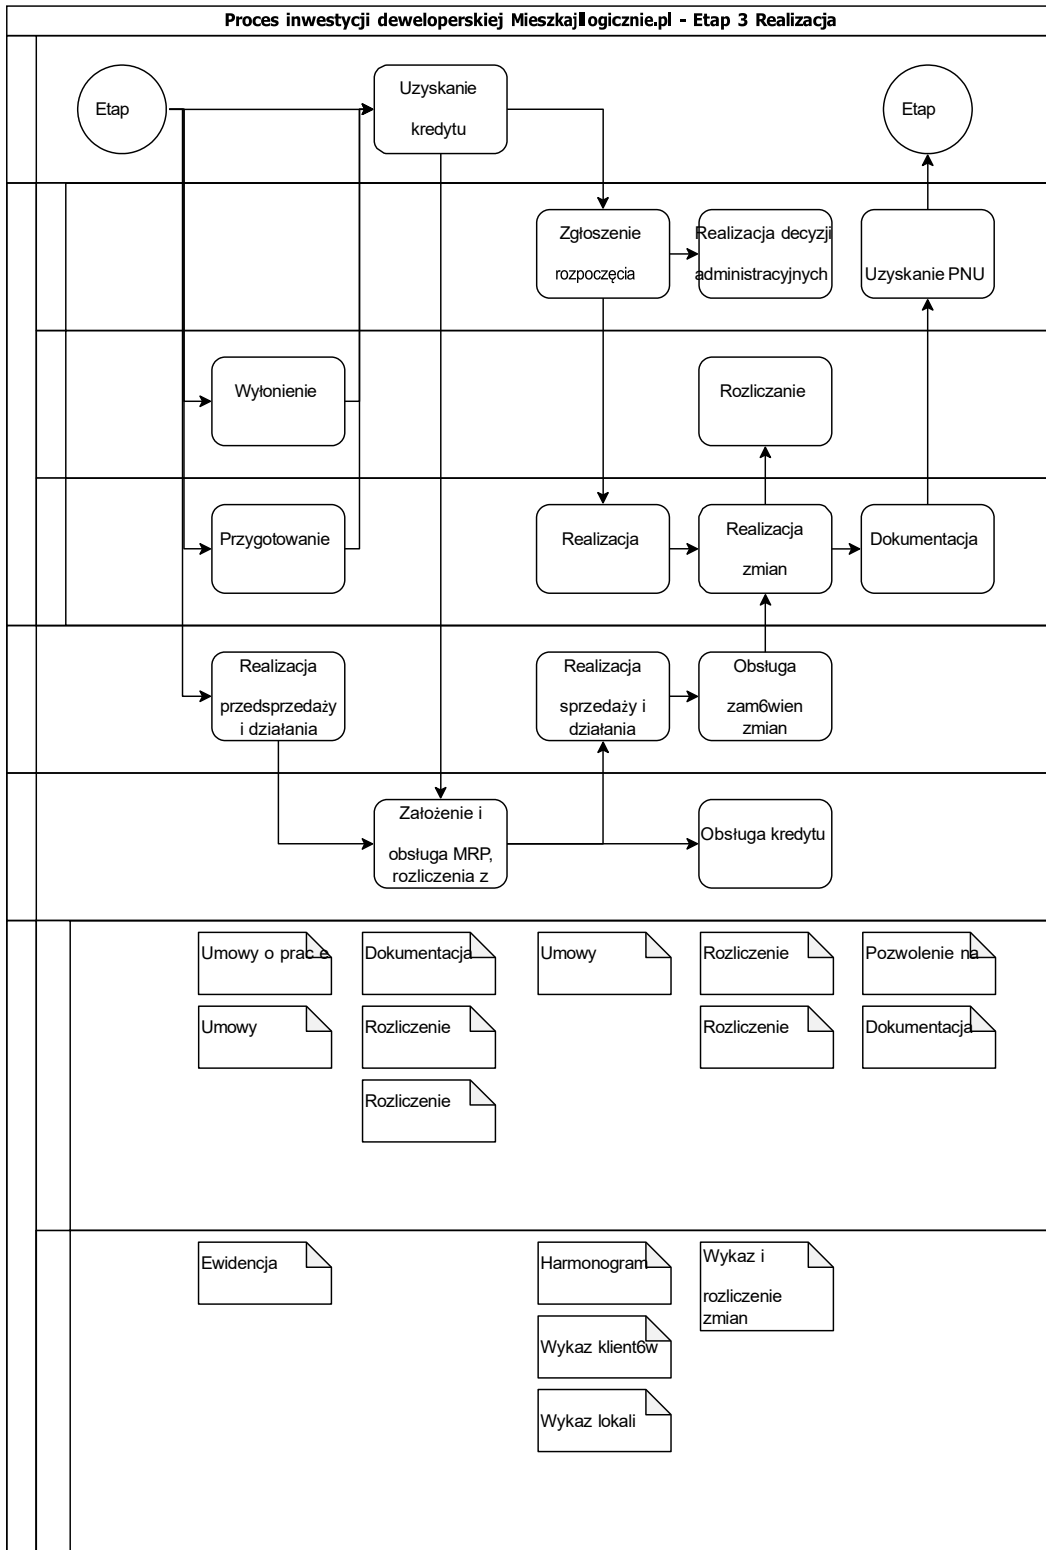 Proces inwestycji deweloperskiej Mieszkajllogicznie.pl - Etap 3 Realizacja
Etap
Uzyskanie
kredytu
Etap
Zgłoszenie
rozpoczęcia
Realizacja decyzji
administracyjnych
Uzyskanie PNU
Wyłonienie
Rozliczanie
Przygotowanie
Realizacja
Realizacja
zmian
Dokumentacja
Realizacja
przedsprzedaży
i działania
Realizacja
sprzedaży i
działania
Obsługa
zam6wien
zmian
Założenie i
obsługa MRP,
rozliczenia z
Obsługa kredytu
Umowy o prac e
Dokumentacja
Umowy
Rozliczenie
Pozwolenie na
Umowy
Rozliczenie
Rozliczenie
Dokumentacja
Rozliczenie
Ewidencja
Harmonogram
Wykaz i
rozliczenie
zmian
Wykaz klient6w
Wykaz lokali